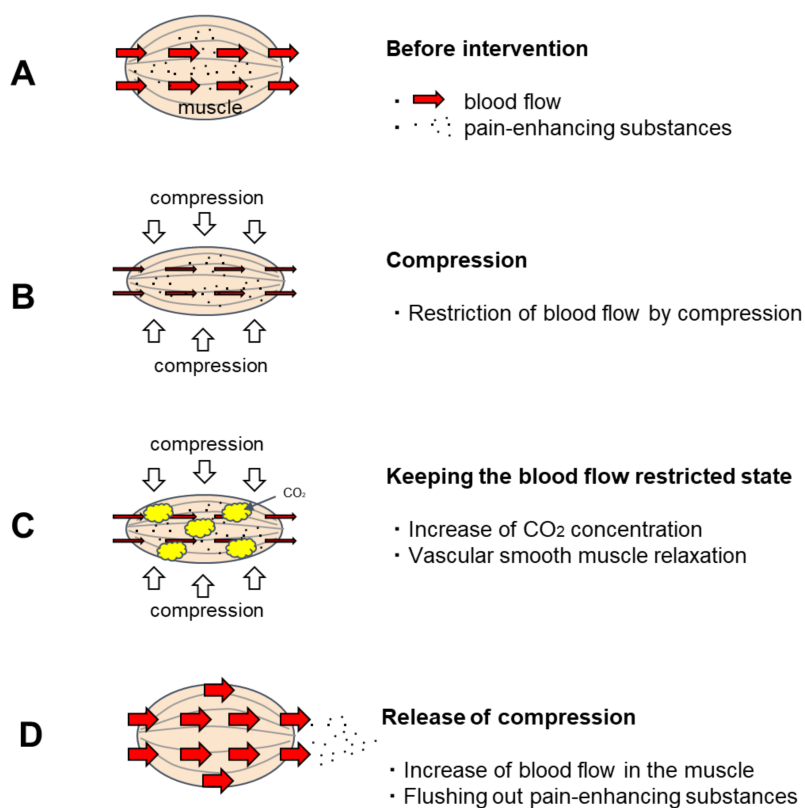 A
muscle
Before intervention
· blood flow
· pain-enhancing substances
B
compression
compression
Compression
· Restriction of blood flow by compression
C
compression
CO₂
compression
Keeping the blood flow restricted state
· Increase of CO₂ concentration
· Vascular smooth muscle relaxation
D
Release of compression
· Increase of blood flow in the muscle
· Flushing out pain-enhancing substances